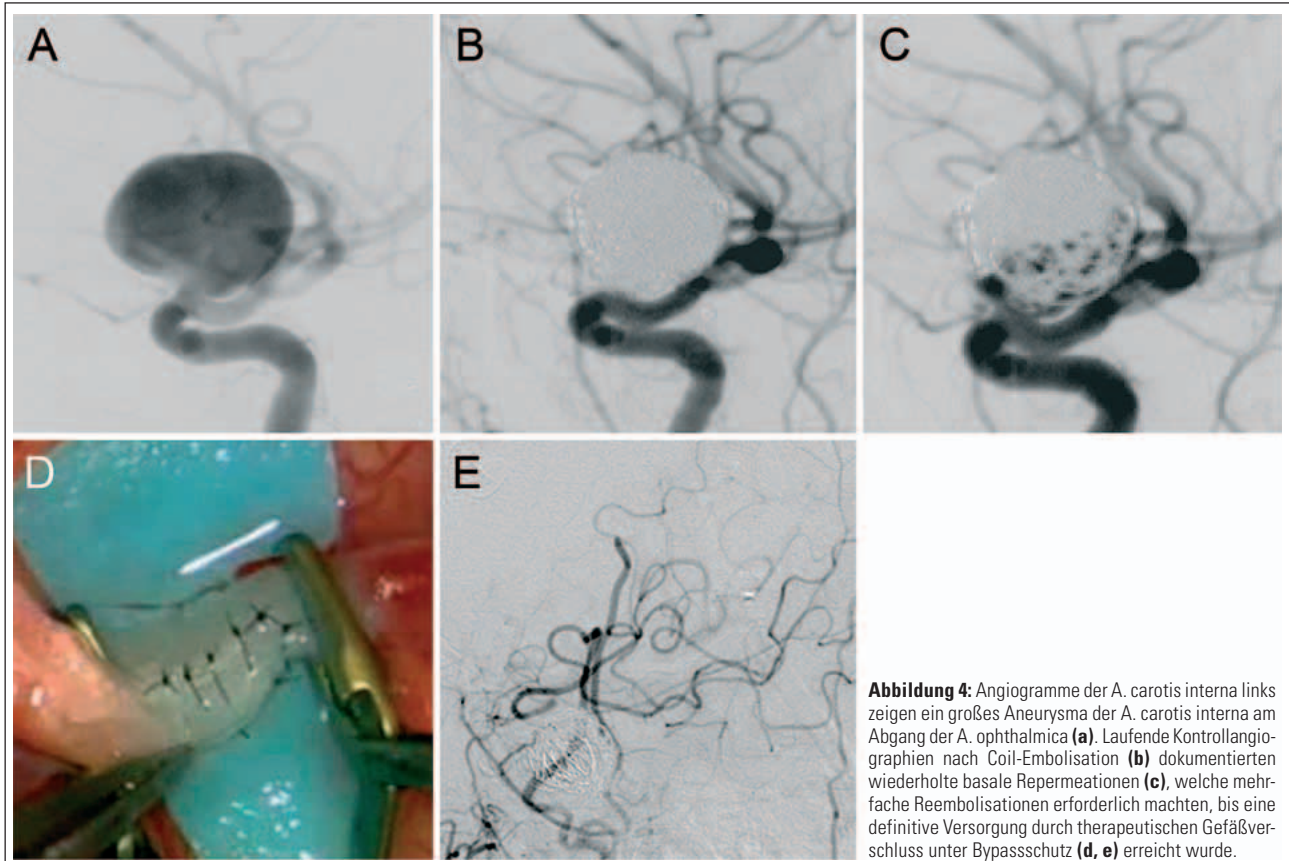 A
B
C
D
E
Abbildung 4: Angiogramme der A. carotis interna links
zeigen ein großes Aneurysma der A. carotis interna am
Abgang der A. ophthalmica (a). Laufende Kontrollangio-
graphien nach Coil-Embolisation (b) dokumentierten
wiederholte basale Repermeationen (c), welche mehr-
fache Reembolisationen erforderlich machten, bis eine
definitive Versorgung durch therapeutischen Gefäßver-
schluss unter Bypassschutz (d, e) erreicht wurde.